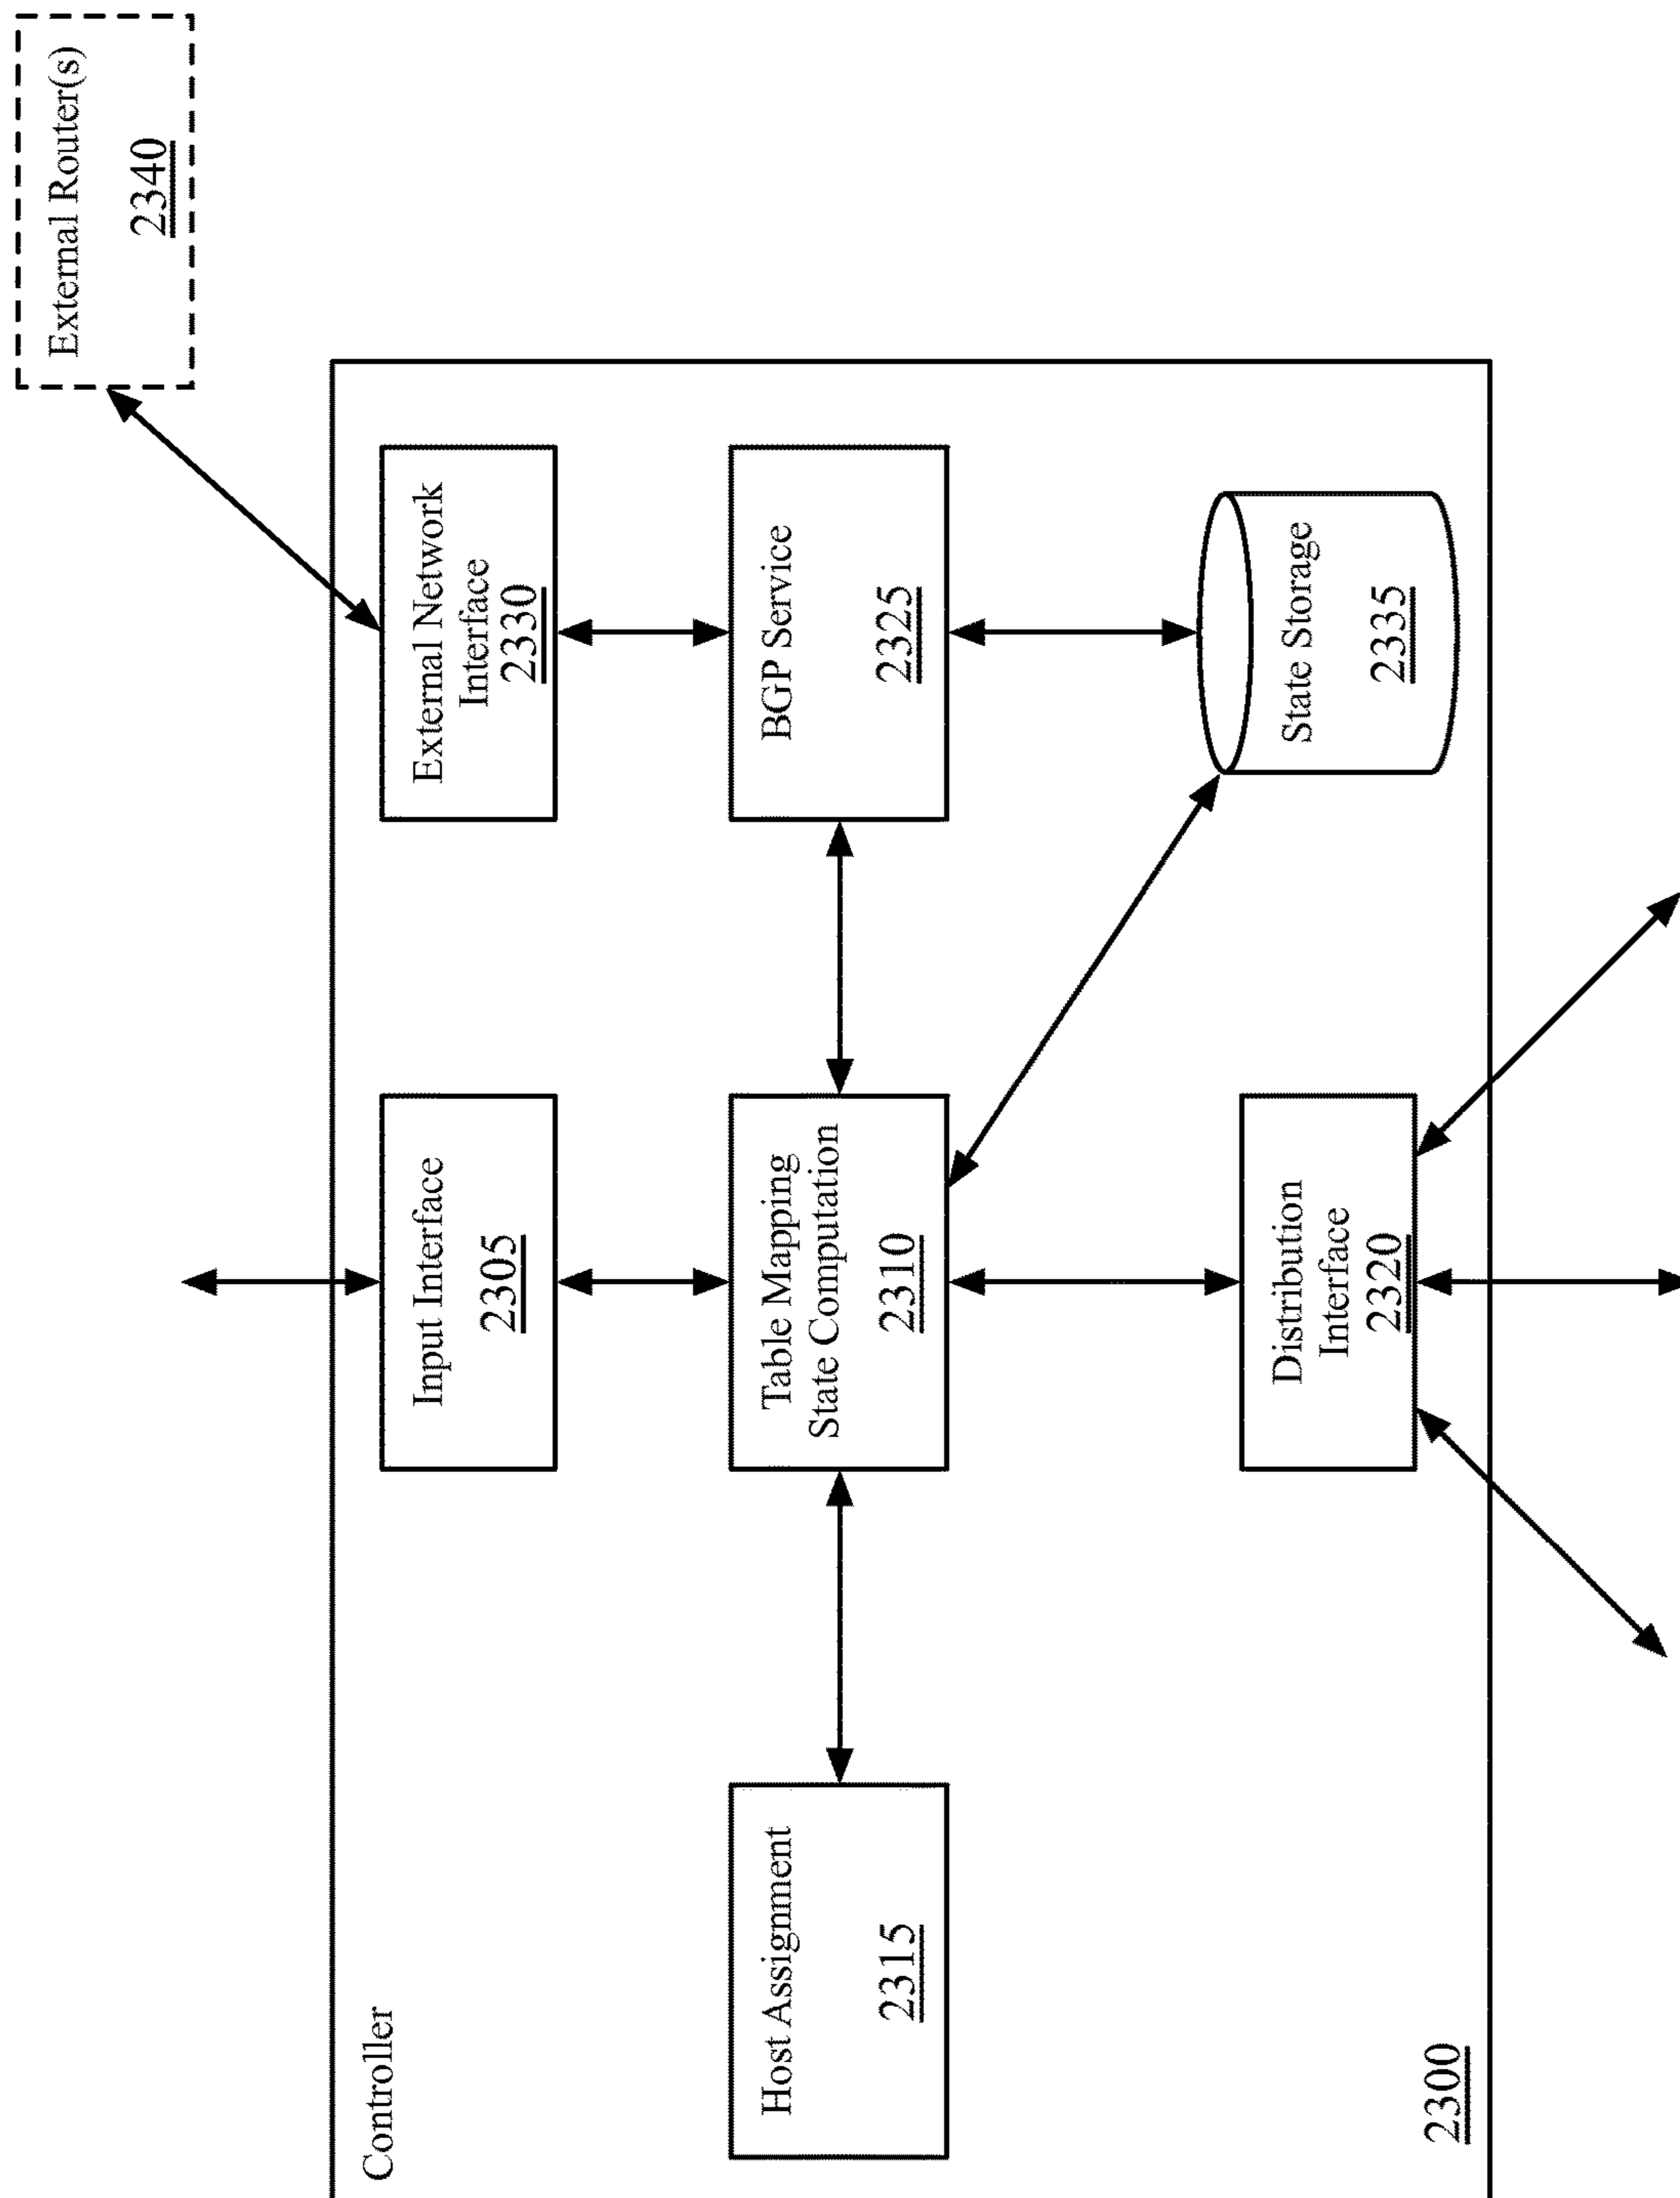 External Router(s)
2340
Controller
Input Interface
2305
External Network
Interface
2330
Host Assignment
2315
Table Mapping
State Computation
2310
BGP Service
2325
Distribution
Interface
2320
State Storage
2335
2300